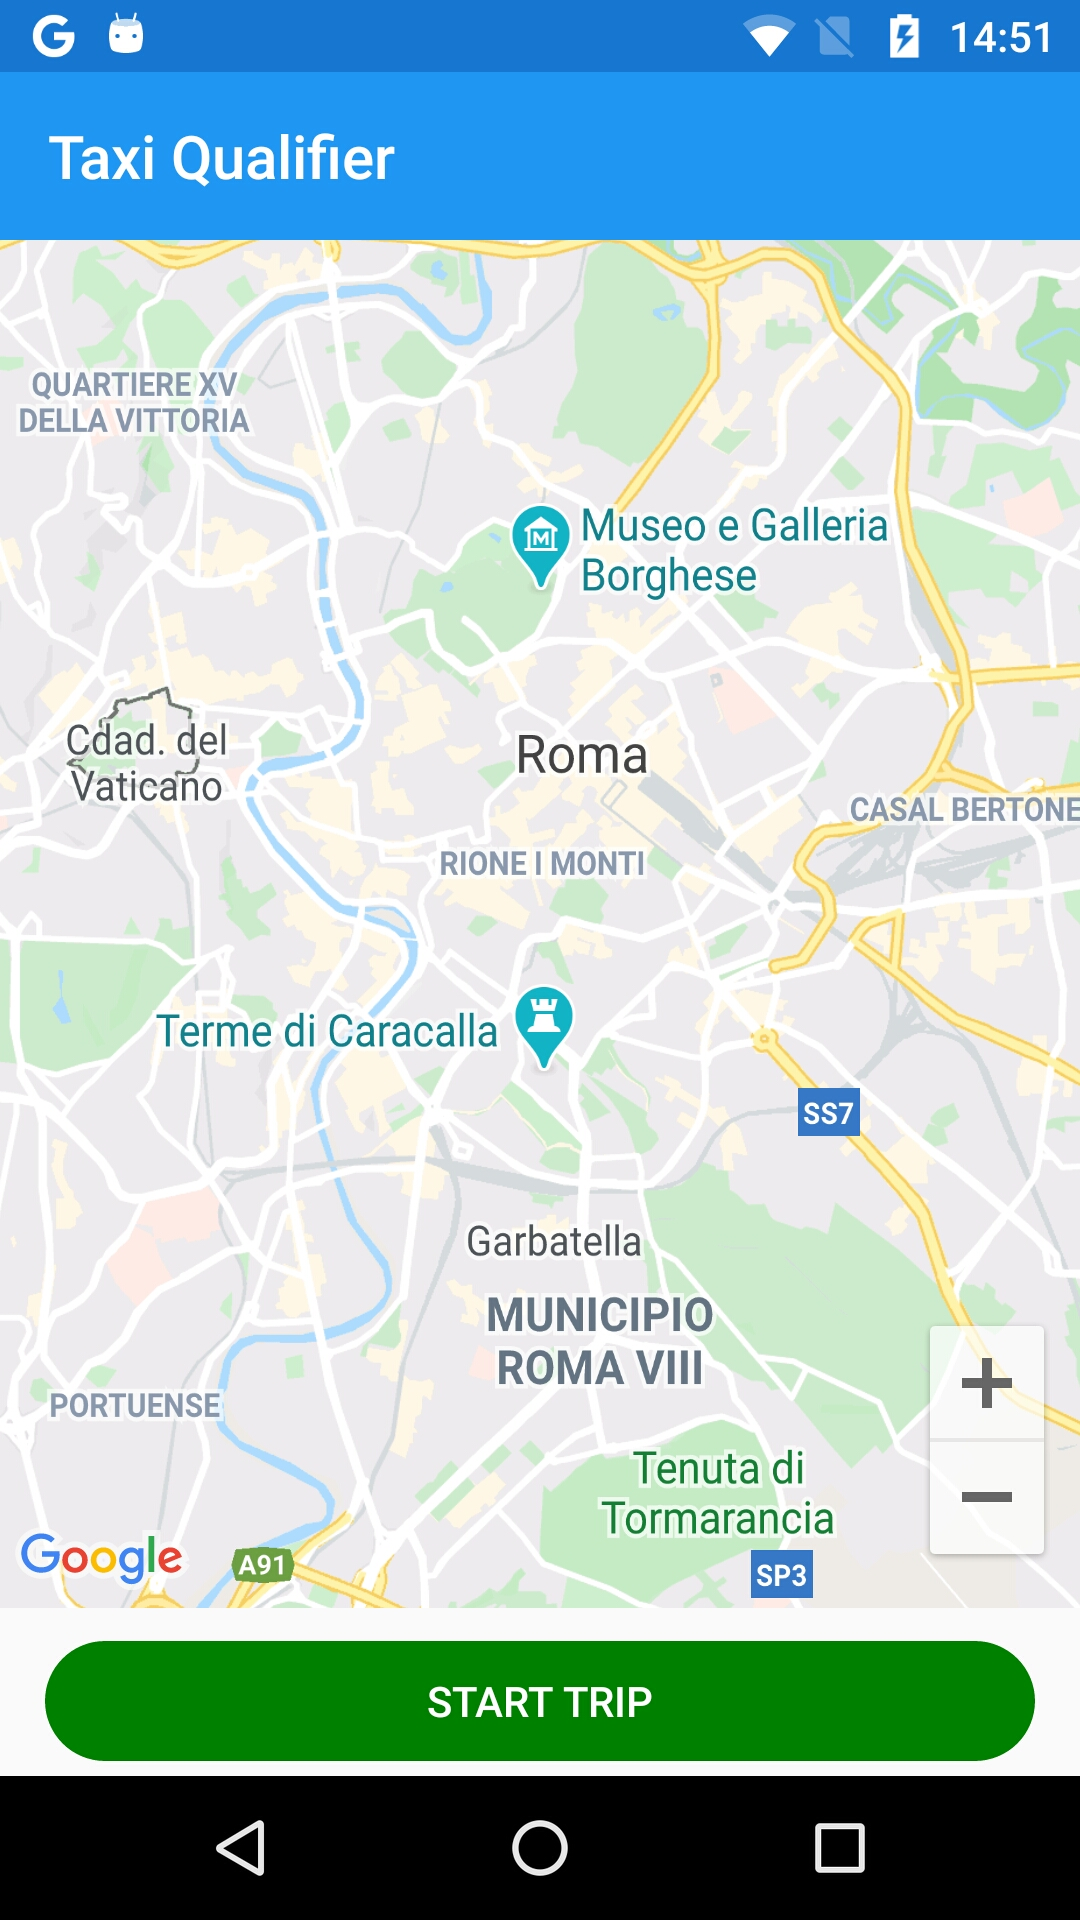 14:51
Taxi Qualifier
QUARTIERE XV
DELLA VITTORIA
Museo e Galleria
Borghese
Cdad. del
Vaticano
Roma
CASAL BERTONE
RIONE I MONTI
Terme di Caracalla
SS7
Garbatella
MUNICIPIO
ROMA VIII
PORTUENSE
Tenuta di
Tormarancia
Google
A91
SP3
START TRIP